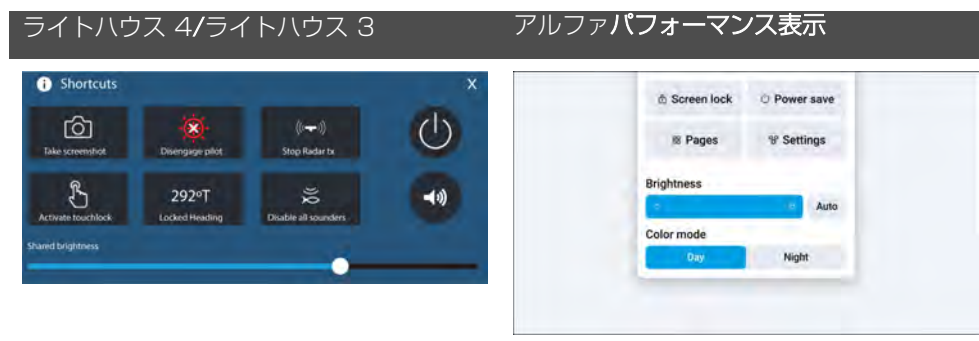 ライトハウス 4/ライトハウス 3
アルファパフォーマンス表示
i Shortcuts X
Take screenshot
Disengage pilot
Stop Radar tx
Activate touchlock
292ºT
Locked Heading
Disable all sounders
Shared brightness
Screen lock
Power save
Pages
Settings
Brightness
Auto
Color mode
Day
Night